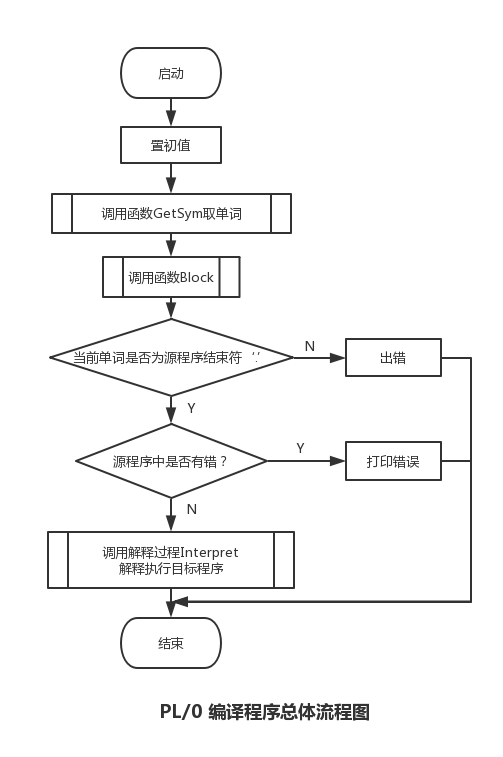 启动
置初值
调用函数GetSym取单词
调用函数Block
当前单词是否为源程序结束符 '.'
N
出错
Y
源程序中是否有错？
Y
打印错误
N
调用解释过程Interpret
解释执行目标程序
结束
PL/0 编译程序总体流程图